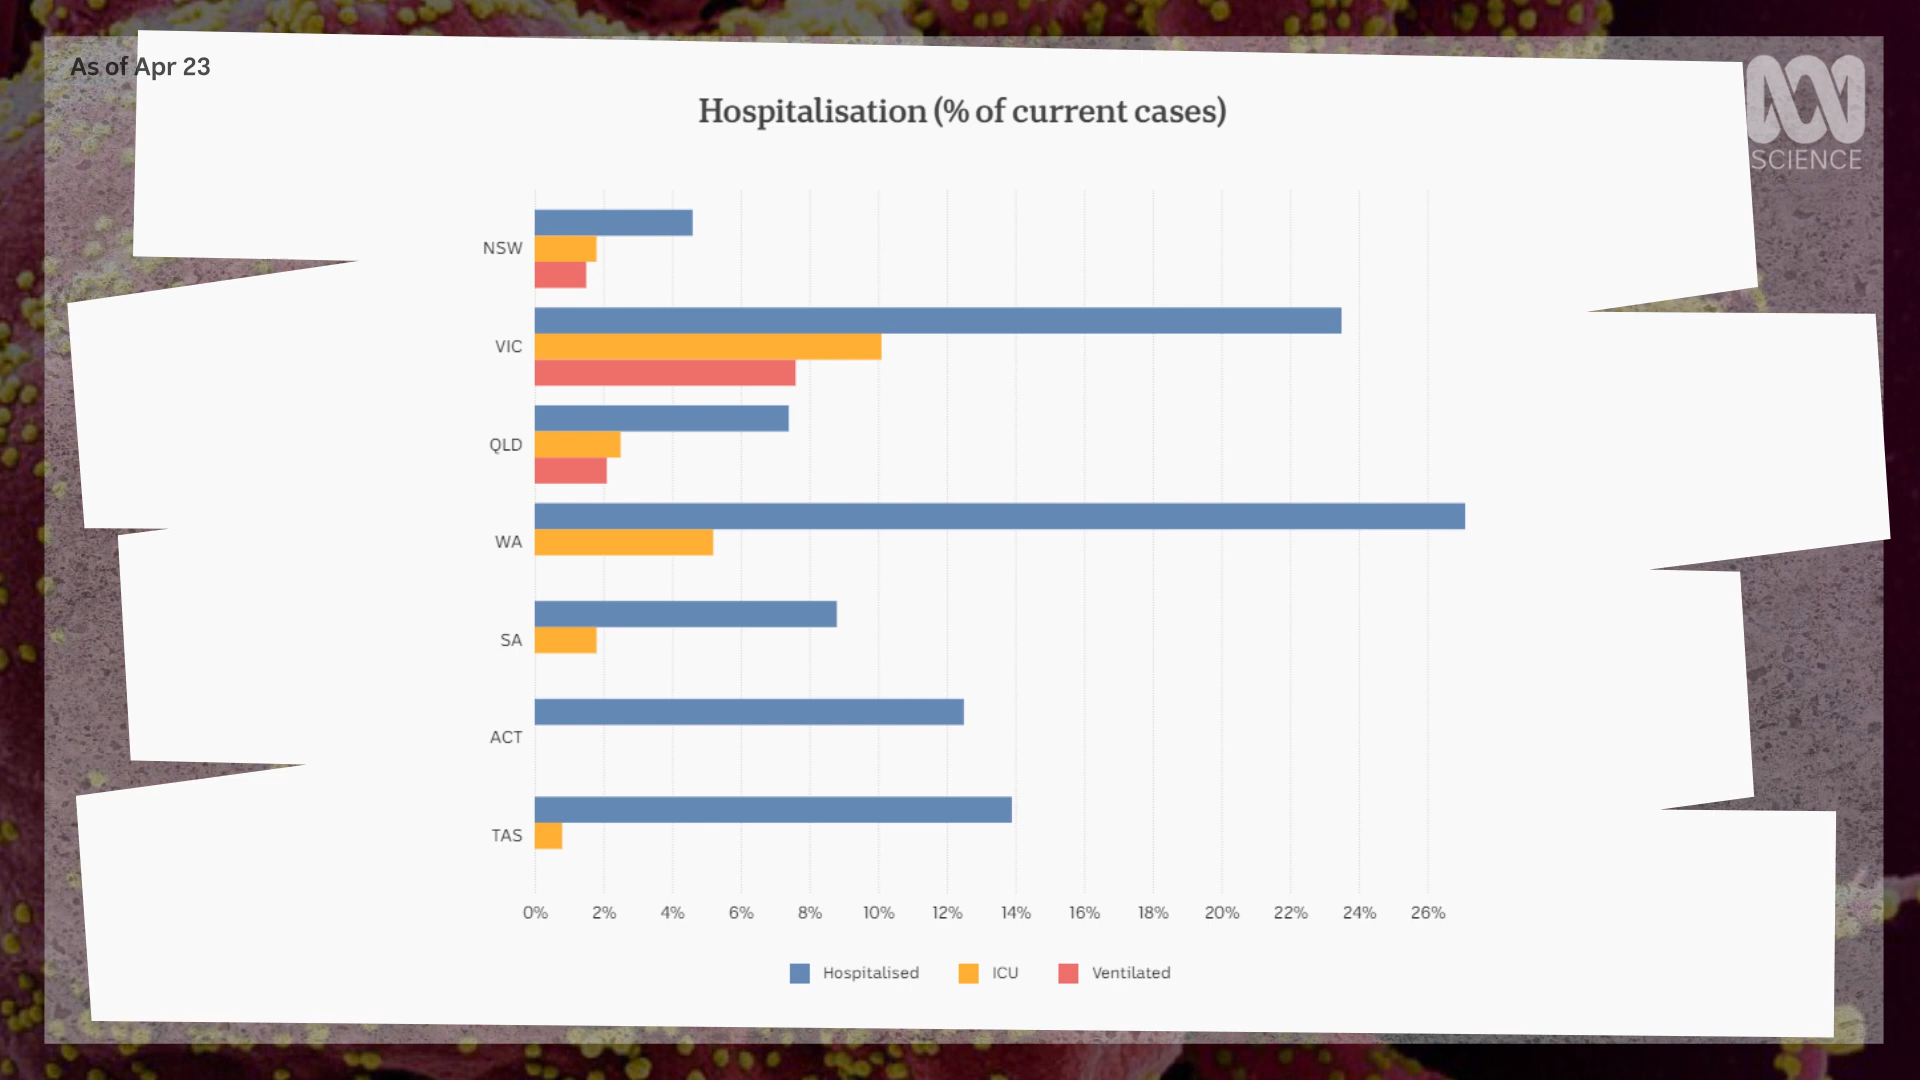 As of Apr 23
SCIENCE
Hospitalisation (% of current cases)
NSW
VIC
QLD
WA
SA
ACT
TAS
0% 2% 4% 6% 8% 10% 12% 14% 16% 18% 20% 22% 24% 26%
Hospitalised ICU Ventilated